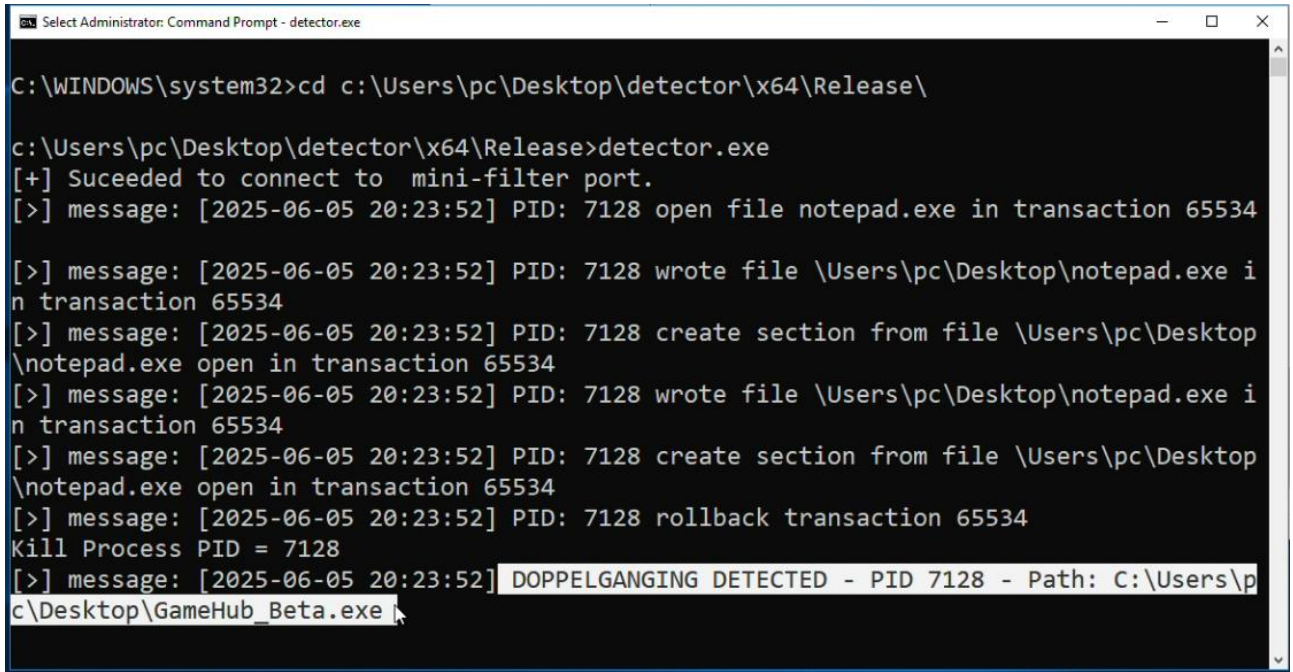 Select Administrator: Command Prompt - detector.exe
C:\WINDOWS\system32>cd c:\Users\pc\Desktop\detector\x64\Release\
c:\Users\pc\Desktop\detector\x64\Release>detector.exe
[+] Suceeded to connect to  mini-filter port.
[>] message: [2025-06-05 20:23:52] PID: 7128 open file notepad.exe in transaction 65534
[>] message: [2025-06-05 20:23:52] PID: 7128 wrote file \Users\pc\Desktop\notepad.exe i
n transaction 65534
[>] message: [2025-06-05 20:23:52] PID: 7128 create section from file \Users\pc\Desktop
\notepad.exe open in transaction 65534
[>] message: [2025-06-05 20:23:52] PID: 7128 wrote file \Users\pc\Desktop\notepad.exe i
n transaction 65534
[>] message: [2025-06-05 20:23:52] PID: 7128 create section from file \Users\pc\Desktop
\notepad.exe open in transaction 65534
[>] message: [2025-06-05 20:23:52] PID: 7128 rollback transaction 65534
Kill Process PID = 7128
[>] message: [2025-06-05 20:23:52] DOPPELGANGING DETECTED - PID 7128 - Path: C:\Users\p
c\Desktop\GameHub_Beta.exe